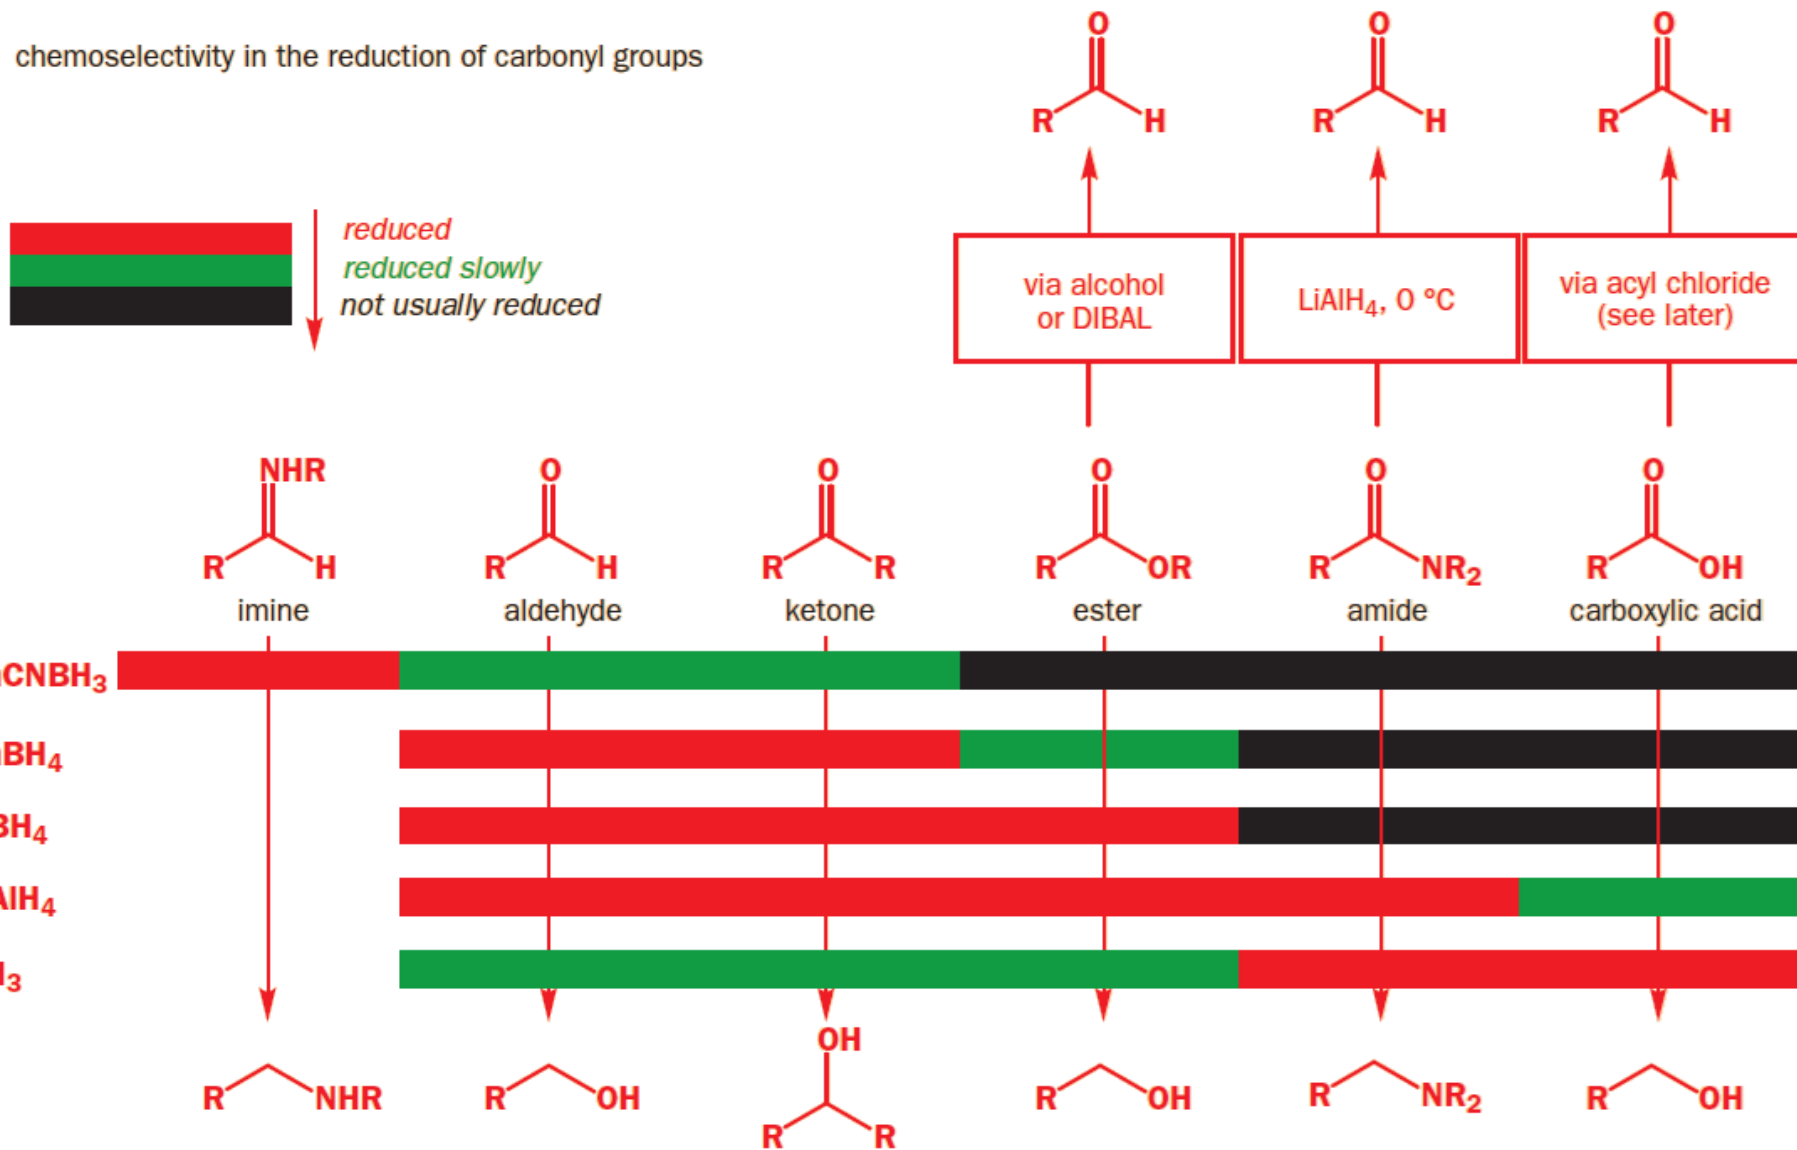 chemoselectivity in the reduction of carbonyl groups
O
O
O
R
H
R
H
R
H
reduced
reduced slowly
not usually reduced
via alcohol
or DIBAL
LiAlH4, 0 °C
via acyl chloride
(see later)
NHR
O
O
O
O
O
R
H
R
H
R
R
R
OR
R
NR2
R
OH
imine
aldehyde
ketone
ester
amide
carboxylic acid
CNBH3
BH4
BH4
AlH4
3
OH
R
NHR
R
OH
R
R
R
OH
R
NR2
R
OH